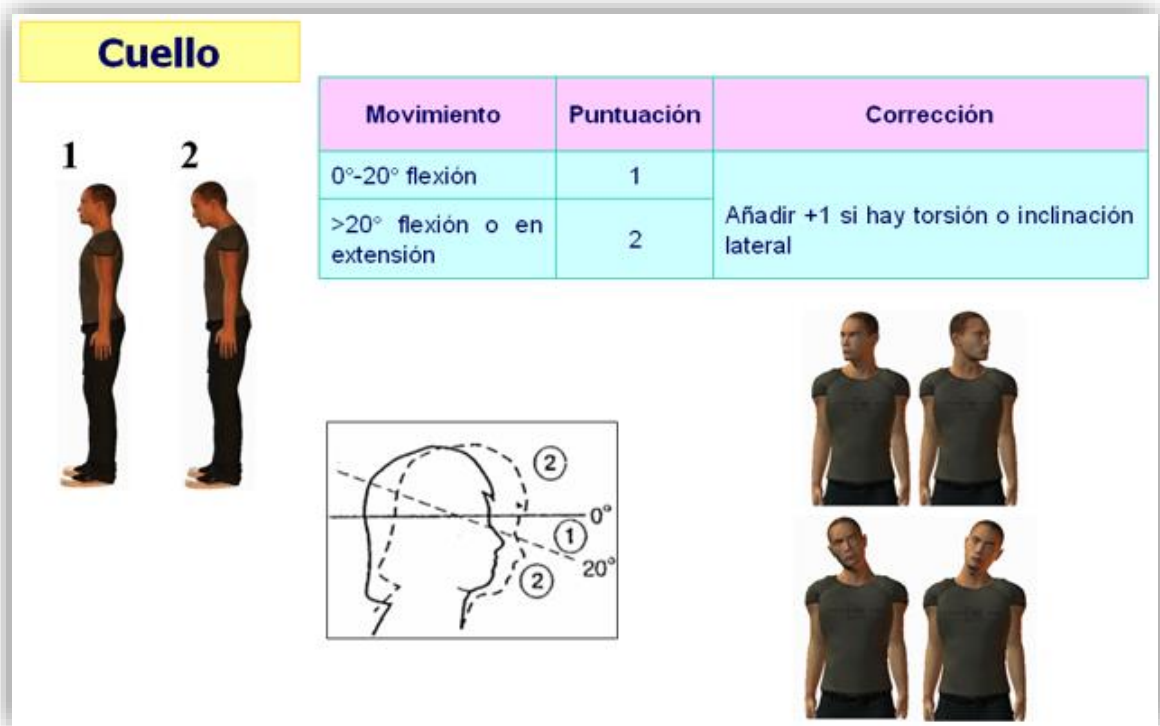 Cuello
1 2
Movimiento Puntuación Corrección
0°-20° flexión 1
>20° flexión o en
extensión
2
Añadir +1 si hay torsión o inclinación
lateral
2
0°
1
20°
2